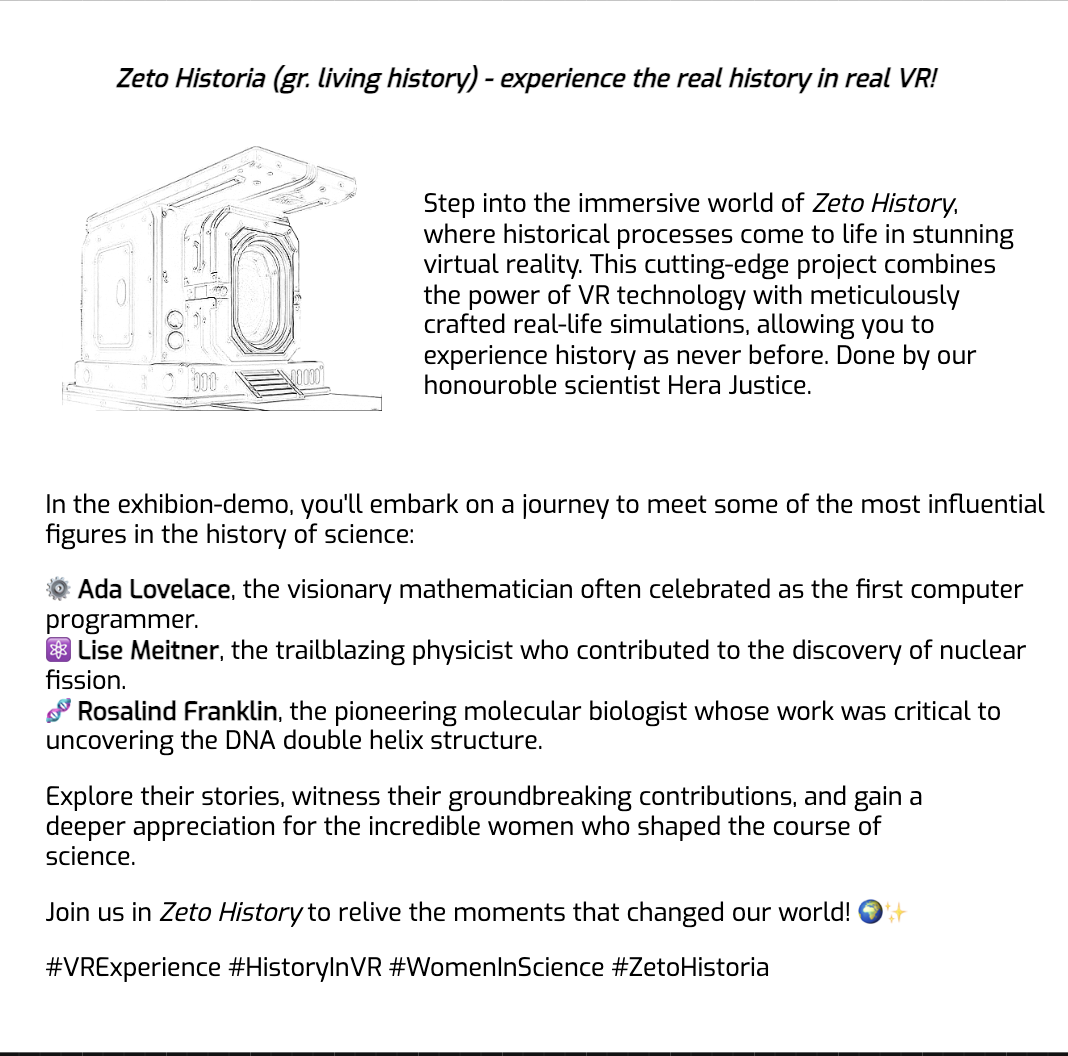 Zeto Historia (gr. living history) - experience the real history in real VR!
Step into the immersive world of Zeto History,
where historical processes come to life in stunning
virtual reality. This cutting-edge project combines
the power of VR technology with meticulously
crafted real-life simulations, allowing you to
experience history as never before. Done by our
honouroble scientist Hera Justice.
In the exhibion-demo, you'll embark on a journey to meet some of the most influential
figures in the history of science:
⚙️ Ada Lovelace, the visionary mathematician often celebrated as the first computer
programmer.
⚛️ Lise Meitner, the trailblazing physicist who contributed to the discovery of nuclear
fission.
🧬 Rosalind Franklin, the pioneering molecular biologist whose work was critical to
uncovering the DNA double helix structure.
Explore their stories, witness their groundbreaking contributions, and gain a
deeper appreciation for the incredible women who shaped the course of
science.
Join us in Zeto History to relive the moments that changed our world! 🌍✨
#VRExperience #HistoryInVR #WomenInScience #ZetoHistoria